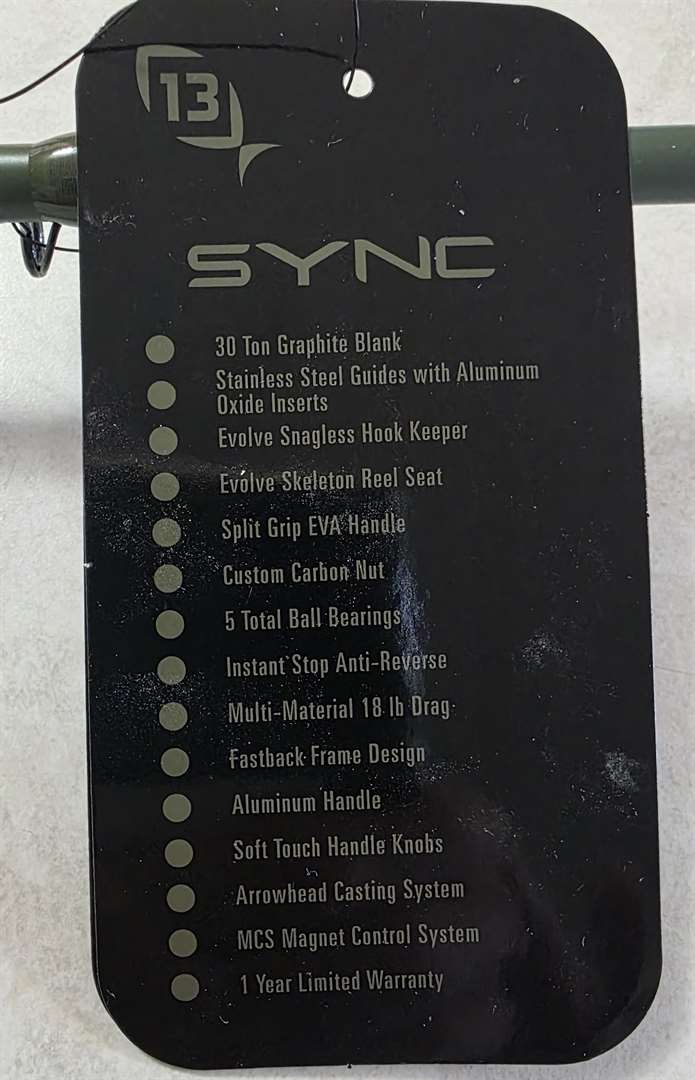 13
SYNC
30 Ton Graphite Blank
Stainless Steel Guides with Aluminum
Oxide Inserts
Evolve Snagless Hook Keeper
Evolve Skeleton Reel Seat
Split Grip EVA Handle
Custom Carbon Nut
5 Total Ball Bearings
Instant Stop Anti-Reverse
Multi-Material 18 lb Drag
Fastback Frame Design
Aluminum Handle
Soft Touch Handle Knobs
Arrowhead Casting System
MCS Magnet Control System
1 Year Limited Warranty